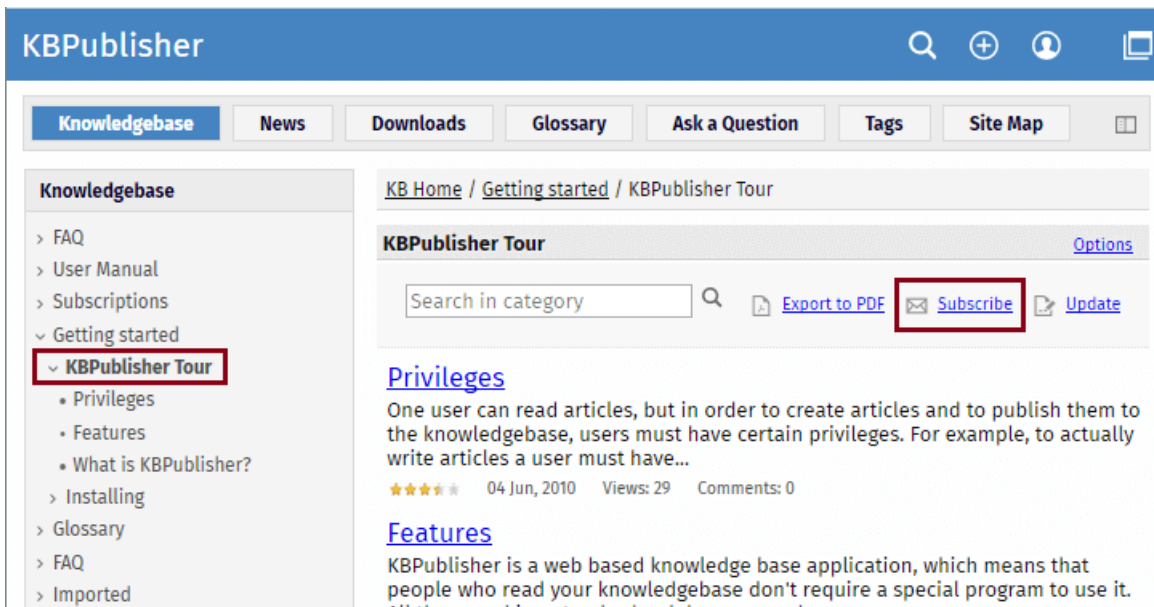 KBPublisher
Knowledgebase News Downloads Glossary Ask a Question Tags Site Map
Knowledgebase
FAQ
User Manual
Subscriptions
Getting started
KBPublisher Tour
Privileges
Features
What is KBPublisher?
Installing
Glossary
FAQ
Imported
KB Home / Getting started / KBPublisher Tour
KBPublisher Tour Options
Search in category Export to PDF Subscribe Update
Privileges
One user can read articles, but in order to create articles and to publish them to
the knowledgebase, users must have certain privileges. For example, to actually
write articles a user must have...
04 Jun, 2010 Views: 29 Comments: 0
Features
KBPublisher is a web based knowledge base application, which means that
people who read your knowledgebase don't require a special program to use it.